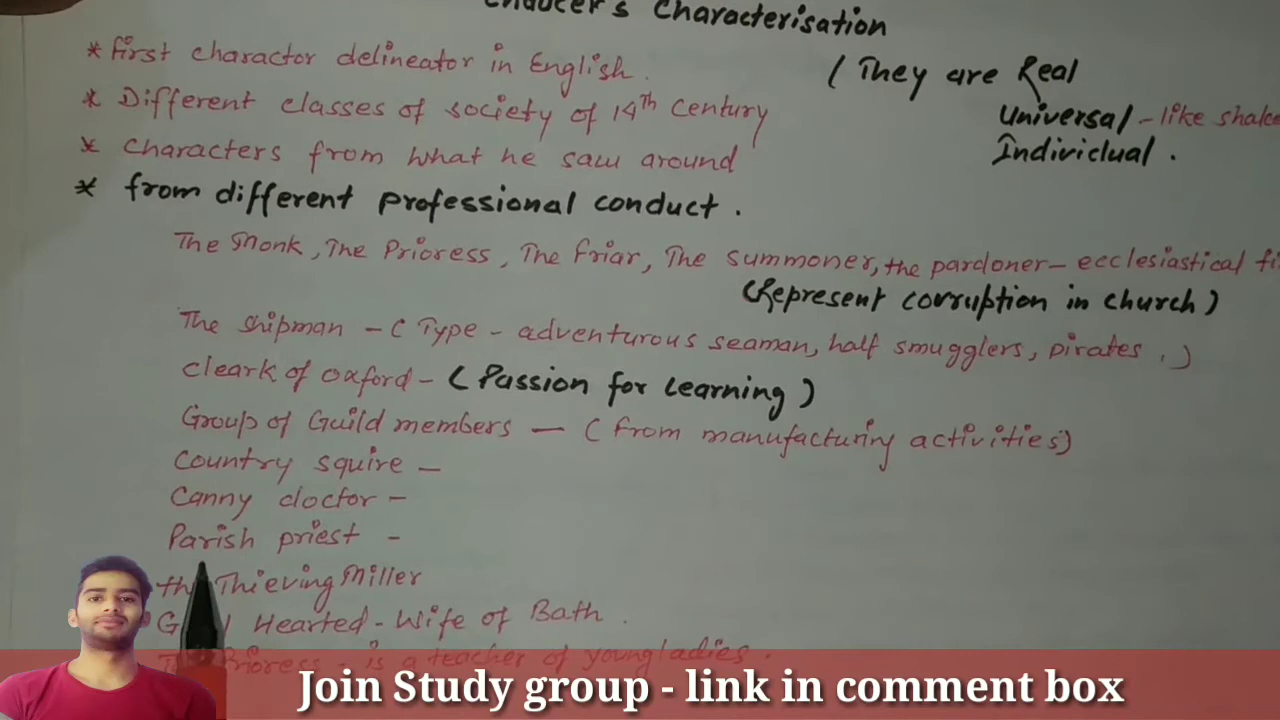 Chaucer's Characterisation
* First charactor delineator in English.
(They are Real
* Different classes of society of 14th Century
Universal - like shake
* Characters from what he saw around
Individual.
* from different professional conduct.
The Monk, The Prioress, The Friar, The Summoner, the pardoner - ecclesiastical
(Represent corruption in church)
The Shipman - ( Type - adventurous seaman, half smugglers, pirates. )
Cleark of Oxford - (Passion for Learning)
Group of Guild members - (from manufacturing activities)
Country squire -
Canny doctor -
Parish priest -
Thieving Miller
Hearted - Wife of Bath.
Prioress - is a teacher of young ladies.
Join Study group - link in comment box